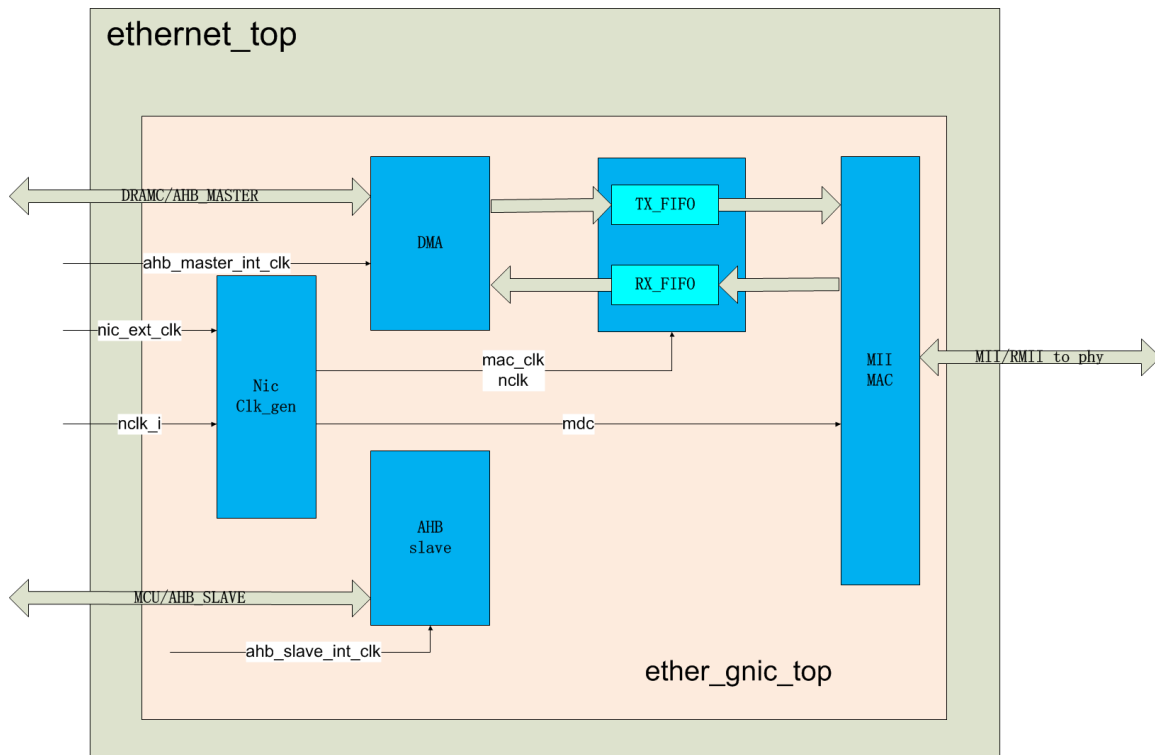 ethernet_top
DRAMC/AHB_MASTER
DMA
TX_FIFO
RX_FIFO
ahb_master_int_clk
nic_ext_clk
mac_clk
nclk
MII
MAC
MII/RMII to phy
Nic
Clk_gen
nclk_i
mdc
AHB
slave
MCU/AHB_SLAVE
ahb_slave_int_clk
ether_gnic_top